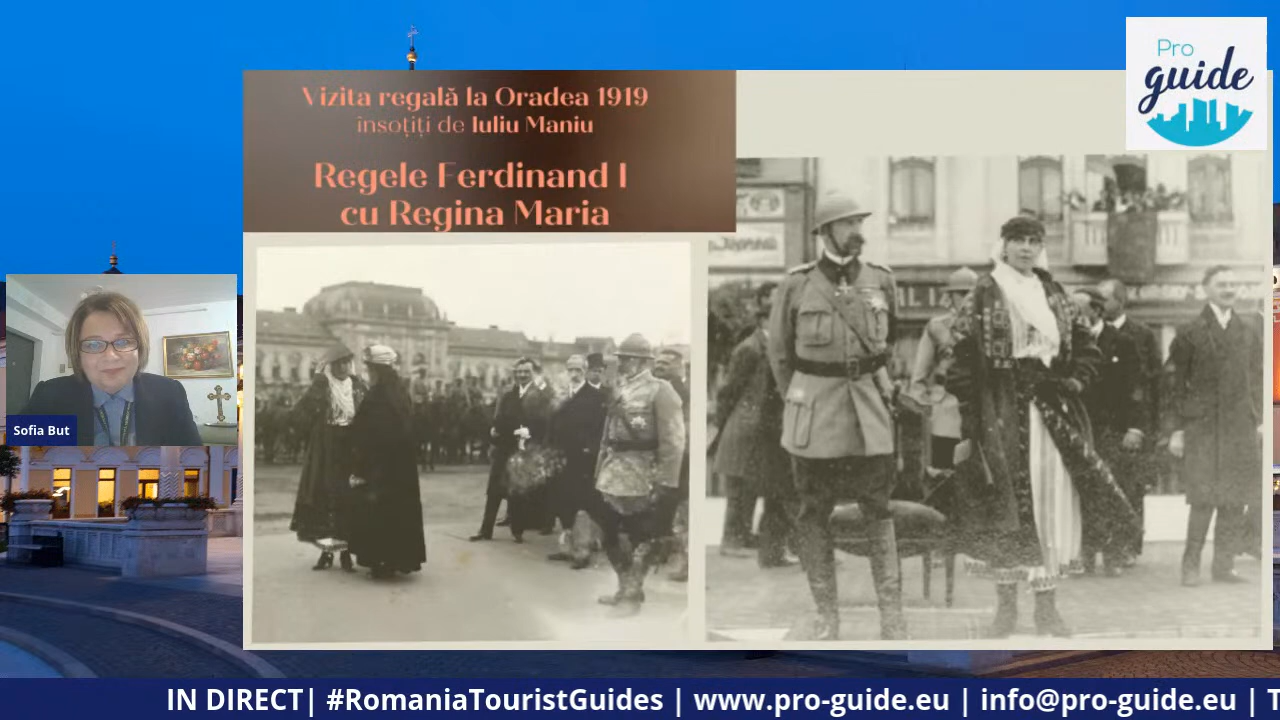 Pro
guide
Vizita regală la Oradea 1919
însoțiți de Iuliu Maniu
Regele Ferdinand I
cu Regina Maria
Sofia But
IN DIRECT| #RomaniaTouristGuides | www.pro-guide.eu | info@pro-guide.eu | T